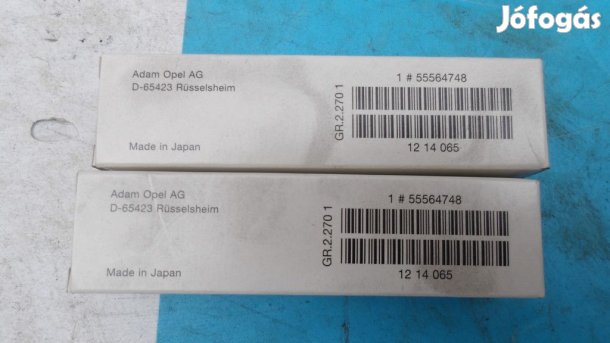 Jófogás
Adam Opel AG
D-65423 Rüsselsheim
Made in Japan
GR.2.270 1
1 # 55564748
12 14 065
Adam Opel AG
D-65423 Rüsselsheim
Made in Japan
GR.2.270 1
1 # 55564748
12 14 065